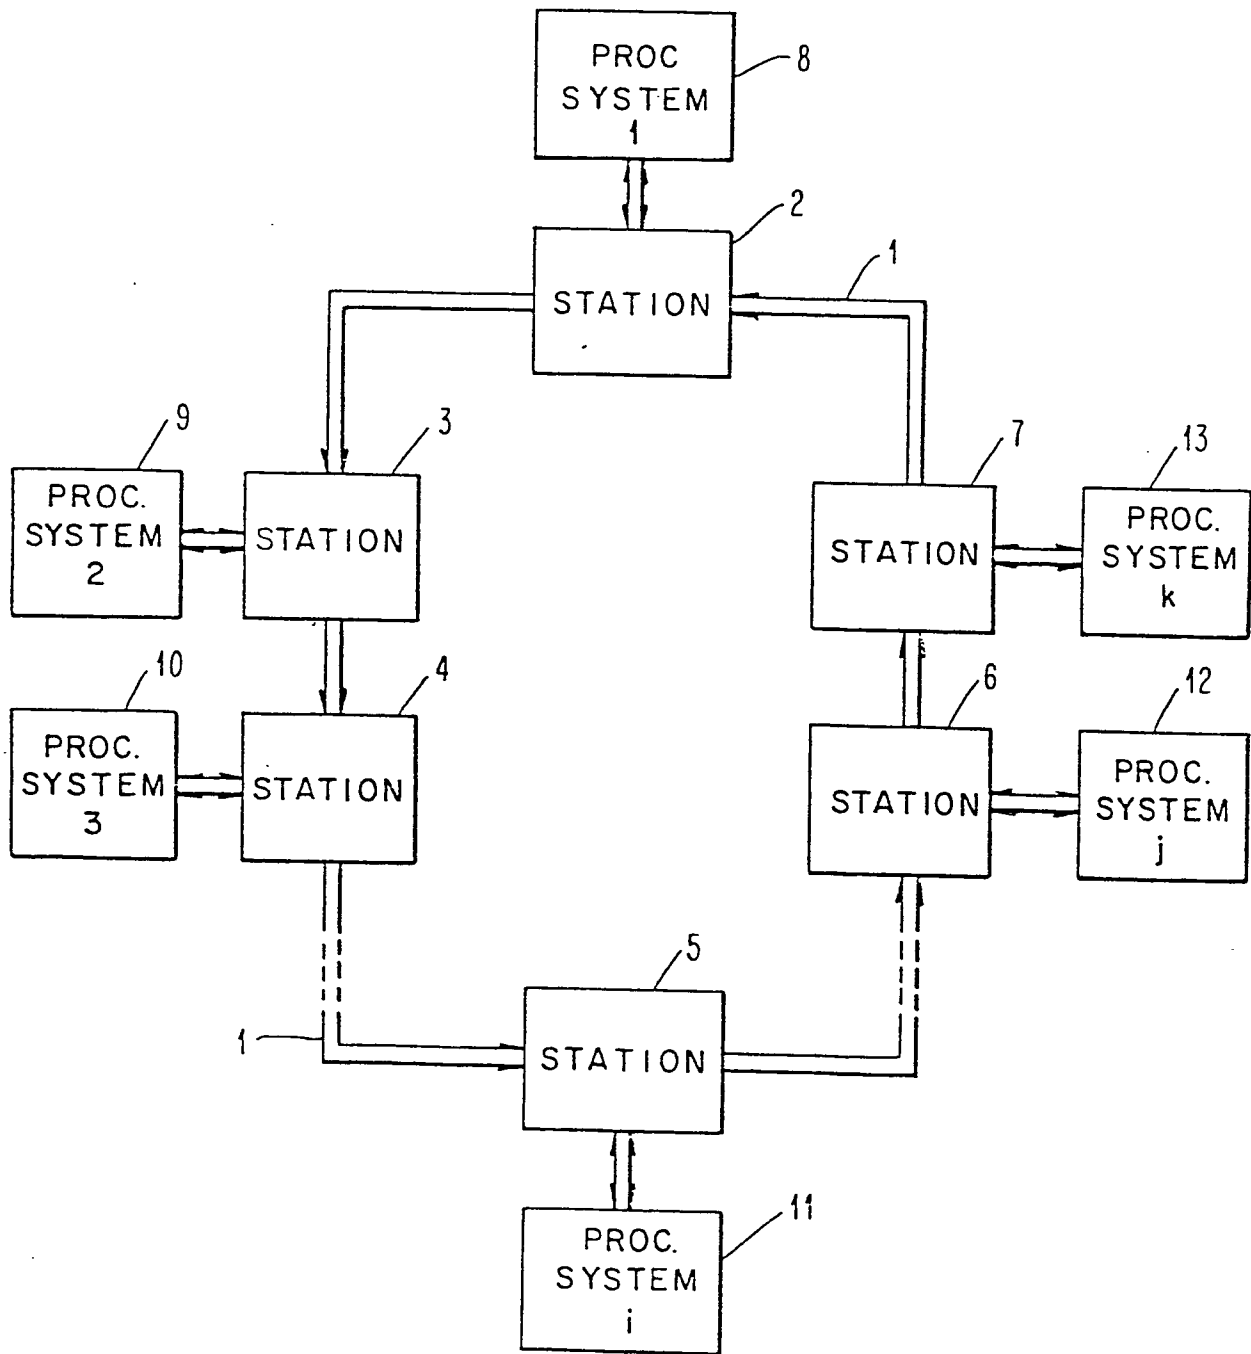 PROC
SYSTEM
1
8
STATION
2
1
PROC.
SYSTEM
2
9
STATION
3
STATION
7
PROC.
SYSTEM
k
13
PROC.
SYSTEM
3
10
STATION
4
STATION
6
PROC.
SYSTEM
j
12
1
STATION
5
PROC.
SYSTEM
i
11